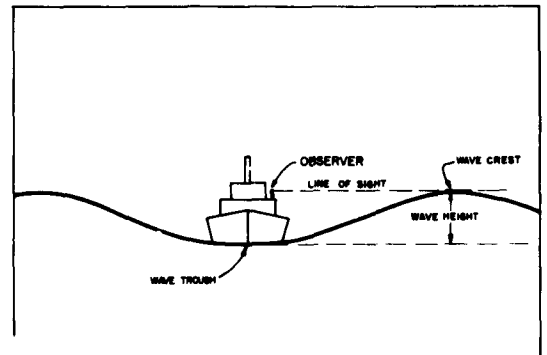 OBSERVER
WAVE CREST
LINE OF SIGHT
WAVE HEIGHT
WAVE TROUGH